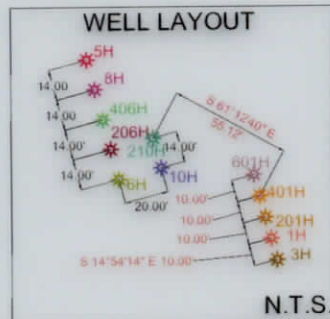 WELL LAYOUT
5H
14.00
8H
14.00
406H
14.00'
206H
14.00'
6H
210H
14.00'
10H
20.00'
S 61°12'40" E
55.12'
601H
10.00'
401H
10.00'
201H
10.00'
1H
S 14°54'14" E 10.00'
3H
N.T.S.